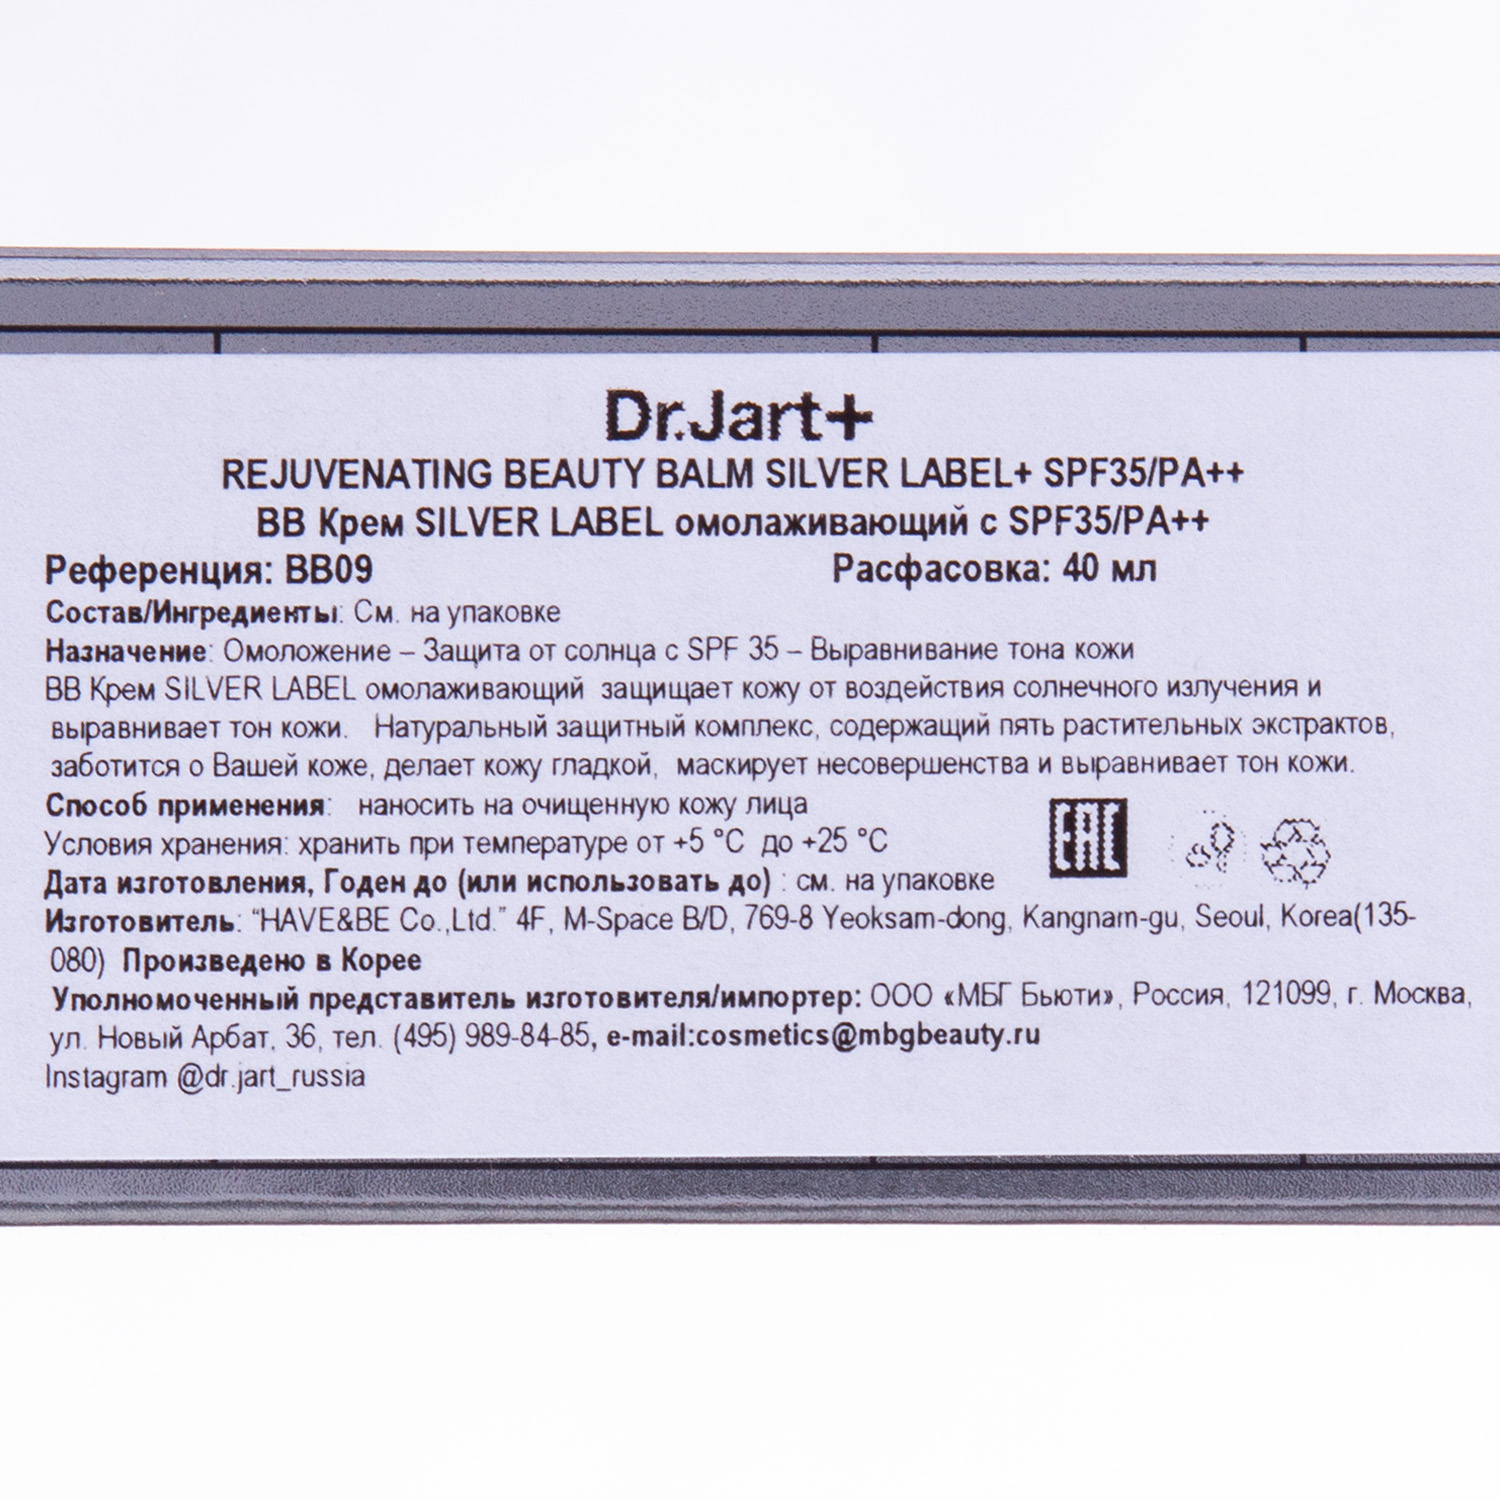 Dr.Jart+
REJUVENATING BEAUTY BALM SILVER LABEL+ SPF35/PA++
BB Крем SILVER LABEL омолаживающий с SPF35/PA++
Референция: BB09 Расфасовка: 40 мл
Состав/Ингредиенты: См. на упаковке
Назначение: Омоложение – Защита от солнца с SPF 35 – Выравнивание тона кожи
BB Крем SILVER LABEL омолаживающий защищает кожу от воздействия солнечного излучения и
выравнивает тон кожи. Натуральный защитный комплекс, содержащий пять растительных экстрактов,
заботится о Вашей коже, делает кожу гладкой, маскирует несовершенства и выравнивает тон кожи.
Способ применения: наносить на очищенную кожу лица
Условия хранения: хранить при температуре от +5 °C до +25 °C
EAC
Дата изготовления, Годен до (или использовать до) : см. на упаковке
Изготовитель: “HAVE&BE Co.,Ltd.” 4F, M-Space B/D, 769-8 Yeoksam-dong, Kangnam-gu, Seoul, Korea(135-
080) Произведено в Корее
Уполномоченный представитель изготовителя/импортер: ООО «МБГ Бьюти», Россия, 121099, г. Москва,
ул. Новый Арбат, 36, тел. (495) 989-84-85, e-mail:cosmetics@mbgbeauty.ru
Instagram @dr.jart_russia